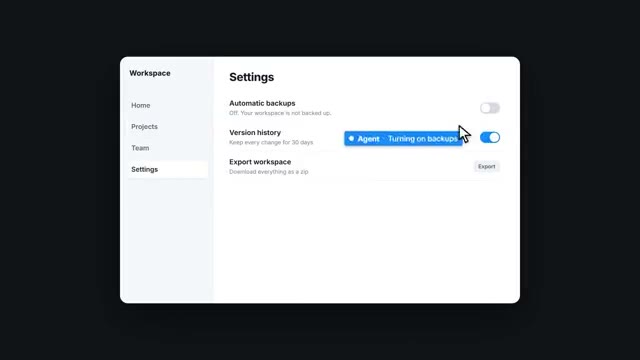 Workspace
Home
Projects
Team
Settings
Settings
Automatic backups
Off. Your workspace is not backed up.
Version history
Keep every change for 30 days
Agent · Turning on backups
Export workspace
Download everything as a zip
Export